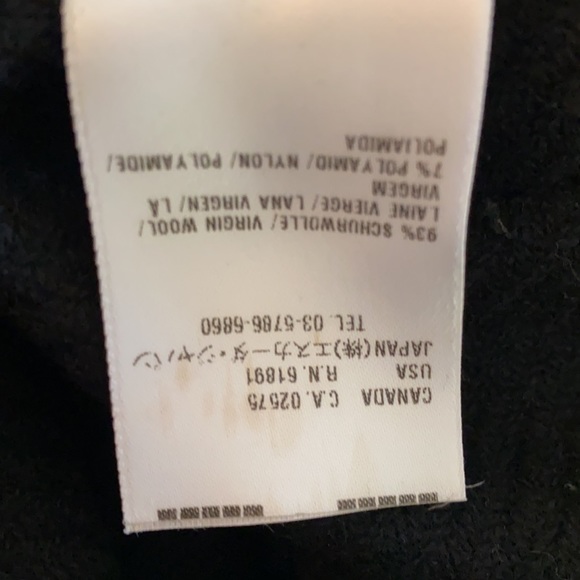 CANADA C.A. 02575
USA R.N. 61891
JAPAN(株)エスカーダ・ジャパン
TEL. 03-5786-6860
93% SCHURWOLLE/ VIRGIN WOOL/
LAINE VIERGE/ LANA VIRGEN/ LÃ
VIRGEM
7% POLYAMID/ NYLON/ POLYAMIDE/
POLIAMIDA